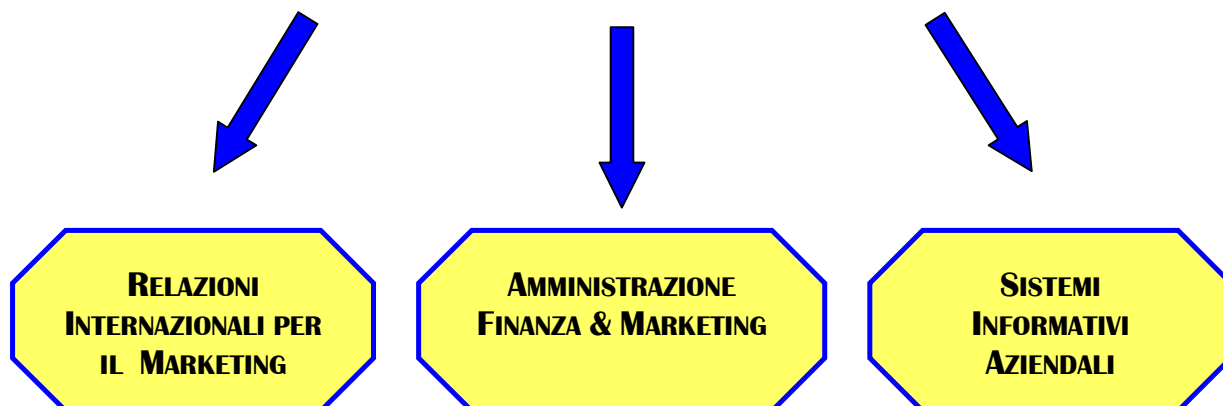 RELAZIONI
INTERNAZIONALI PER
IL MARKETING
AMMINISTRAZIONE
FINANZA & MARKETING
SISTEMI
INFORMATIVI
AZIENDALI